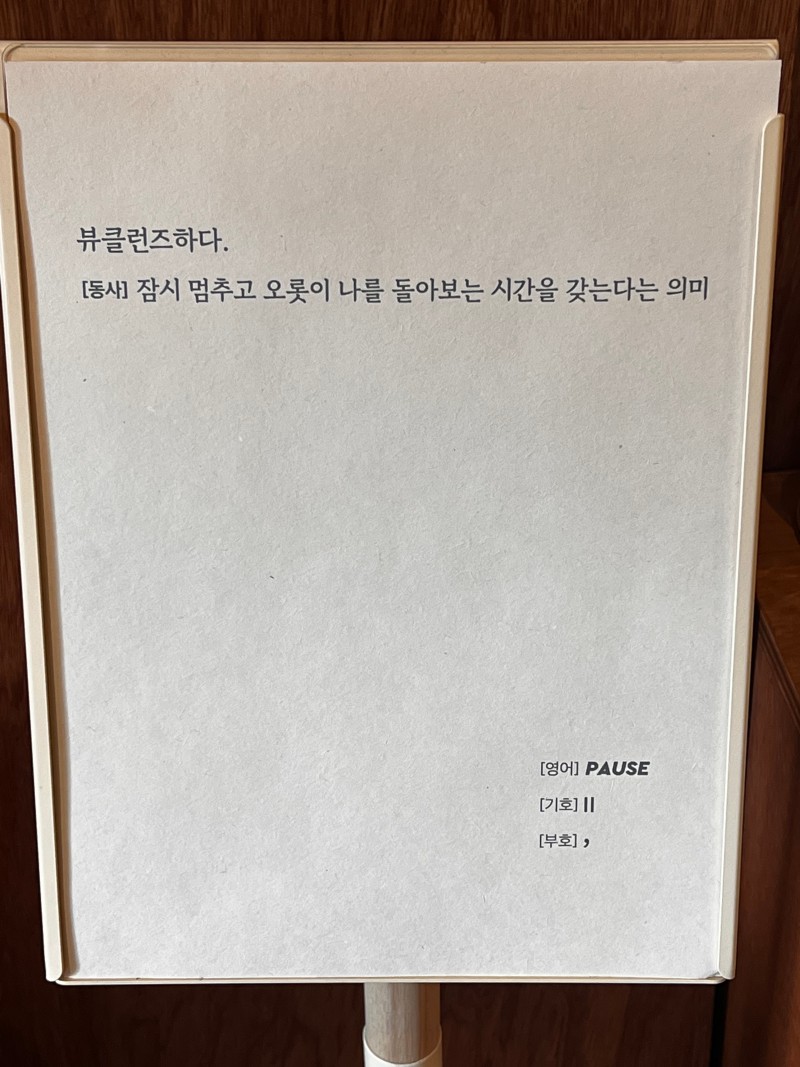 뷰클런즈하다.
[동사] 잠시 멈추고 오롯이 나를 돌아보는 시간을 갖는다는 의미
[영어] PAUSE
[기호] ||
[부호] ,